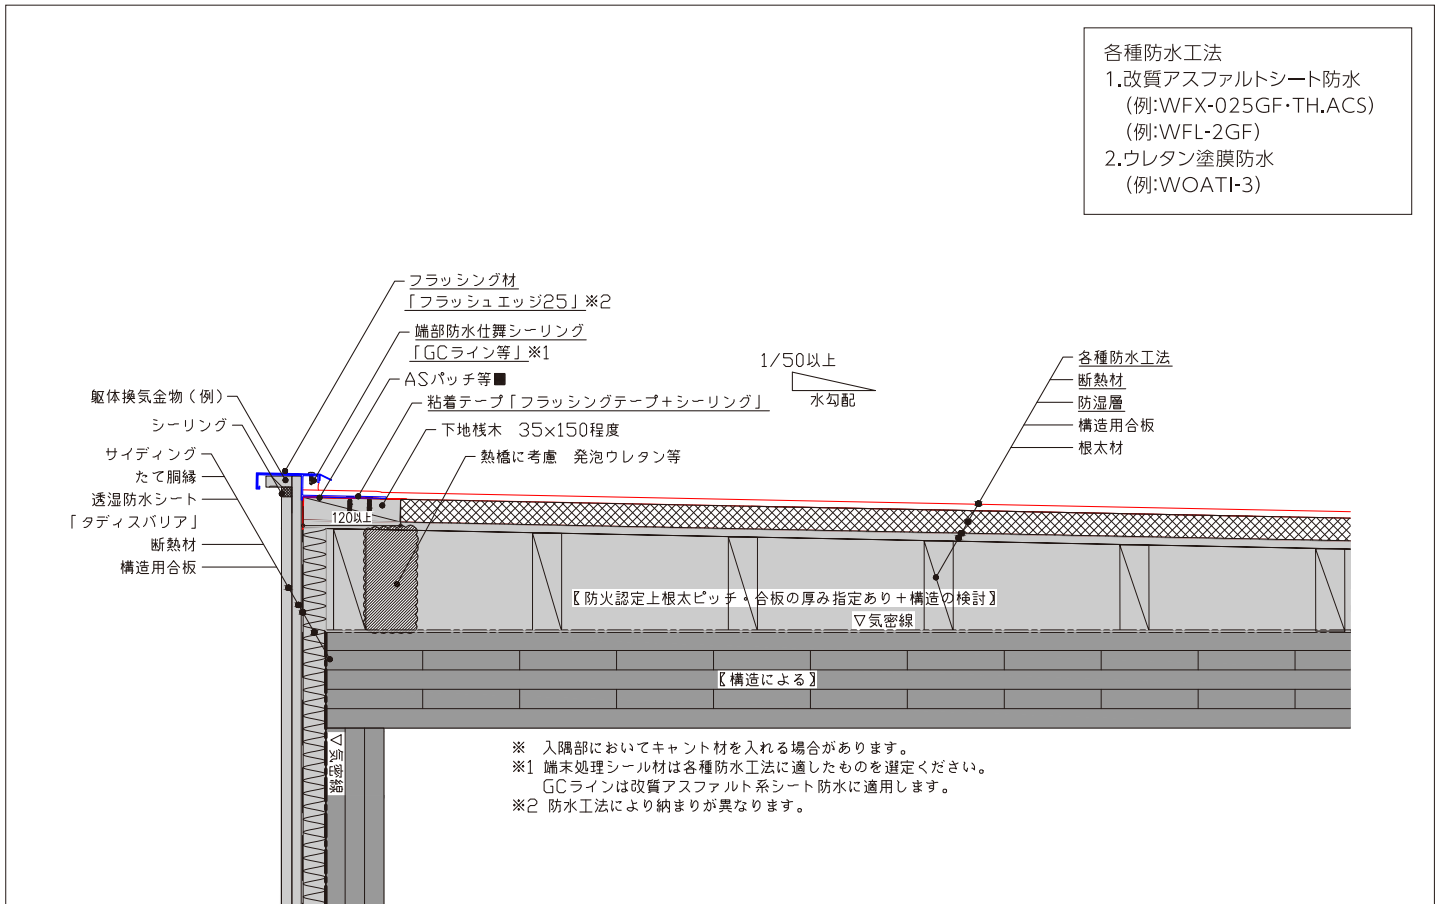 各種防水工法
1.改質アスファルトシート防水
(例:WFX-025GF・TH.ACS)
(例:WFL-2GF)
2.ウレタン塗膜防水
(例:WOATI-3)
フラッシング材
「フラッシュエッジ25」※2
端部防水仕舞シーリング
「GCライン等」※1
ASパッチ等■
粘着テープ「フラッシングテープ+シーリング」
下地桟木 35×150程度
熱橋に考慮 発泡ウレタン等
躯体換気金物(例)
シーリング
サイディング
たて胴縁
透湿防水シート
「タディスバリア」
断熱材
構造用合板
1/50以上
水勾配
各種防水工法
断熱材
防湿層
構造用合板
根太材
120以上
〖防火認定上根太ピッチ・合板の厚み指定あり+構造の検討〗
▽気密線
〖構造による〗
▽気密線
※ 入隅部においてキャント材を入れる場合があります。
※1 端末処理シール材は各種防水工法に適したものを選定ください。
GCラインは改質アスファルト系シート防水に適用します。
※2 防水工法により納まりが異なります。